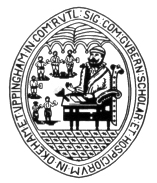 SIG: COM GVBERN: SCHOLAR: ET HOSPICIORVM IN OKEHAM ET VPPINGHAM IN COM: RVTL: